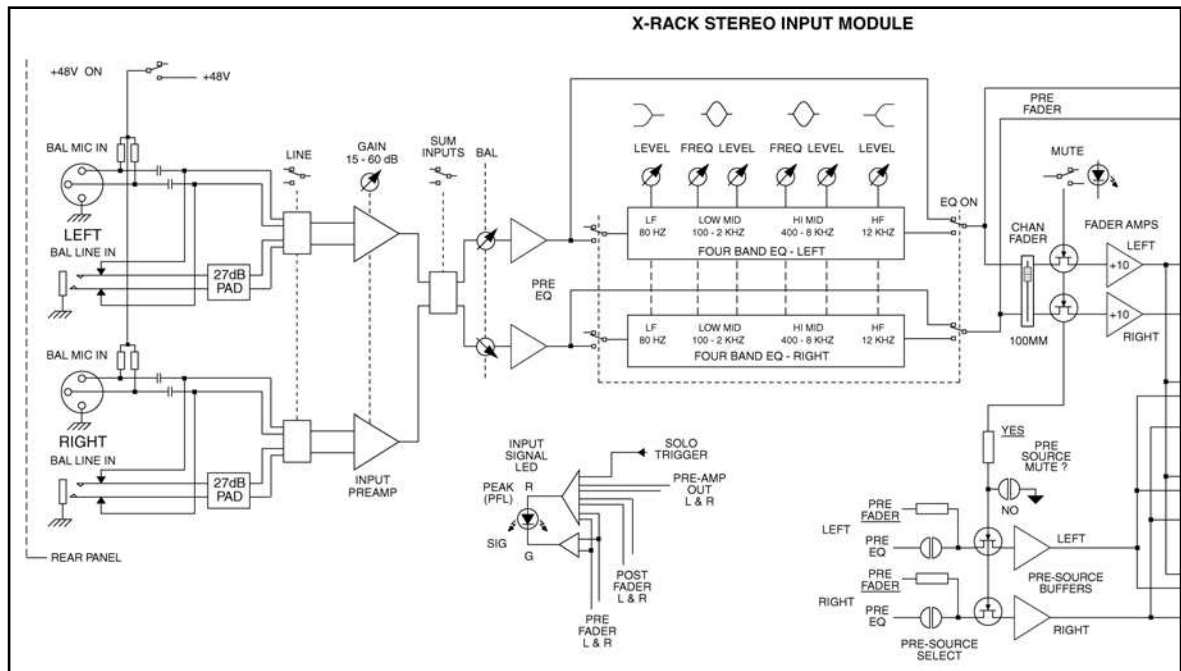 X-RACK STEREO INPUT MODULE
+48V ON
+48V
BAL MIC IN
LEFT
BAL LINE IN
27dB
PAD
BAL MIC IN
RIGHT
BAL LINE IN
27dB
PAD
REAR PANEL
LINE
GAIN
15 - 60 dB
INPUT
PREAMP
SUM
INPUTS
BAL
PRE
EQ
LEVEL
FREQ LEVEL
FREQ LEVEL
LEVEL
LF
80 HZ
LOW MID
100 - 2 KHZ
HI MID
400 - 8 KHZ
HF
12 KHZ
FOUR BAND EQ - LEFT
LF
80 HZ
LOW MID
100 - 2 KHZ
HI MID
400 - 8 KHZ
HF
12 KHZ
FOUR BAND EQ - RIGHT
EQ ON
PRE
FADER
MUTE
CHAN
FADER
100MM
FADER AMPS
LEFT
+10
+10
RIGHT
INPUT
SIGNAL
LED
PEAK
(PFL)
R
SIG
G
SOLO
TRIGGER
PRE-AMP
OUT
L & R
POST
FADER
L & R
PRE
FADER
L & R
YES
PRE
SOURCE
MUTE ?
NO
PRE
FADER
LEFT
PRE
EQ
LEFT
PRE
FADER
RIGHT
PRE
EQ
PRE-SOURCE
BUFFERS
RIGHT
PRE-SOURCE
SELECT